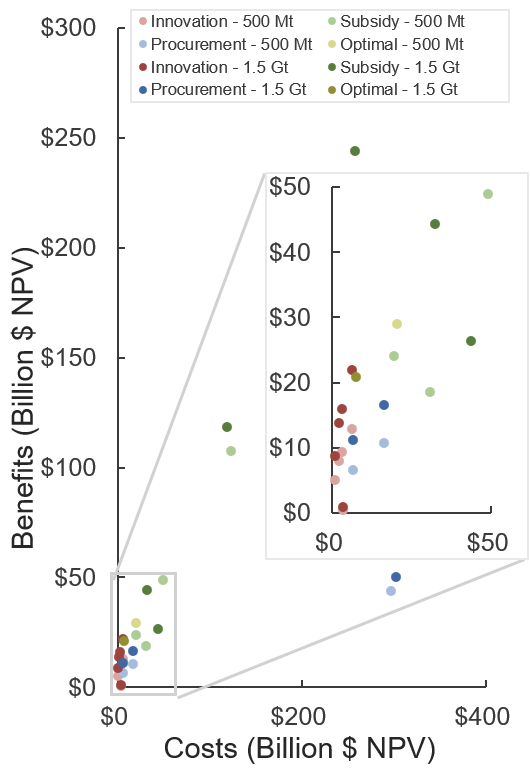 $300
Innovation - 500 Mt
Subsidy - 500 Mt
Procurement - 500 Mt
Optimal - 500 Mt
Innovation - 1.5 Gt
Subsidy - 1.5 Gt
Procurement - 1.5 Gt
Optimal - 1.5 Gt
$250
$200
$150
$100
$50
$0
Benefits (Billion $ NPV)
$50
$40
$30
$20
$10
$0
$0
$50
$0
$200
$400
Costs (Billion $ NPV)